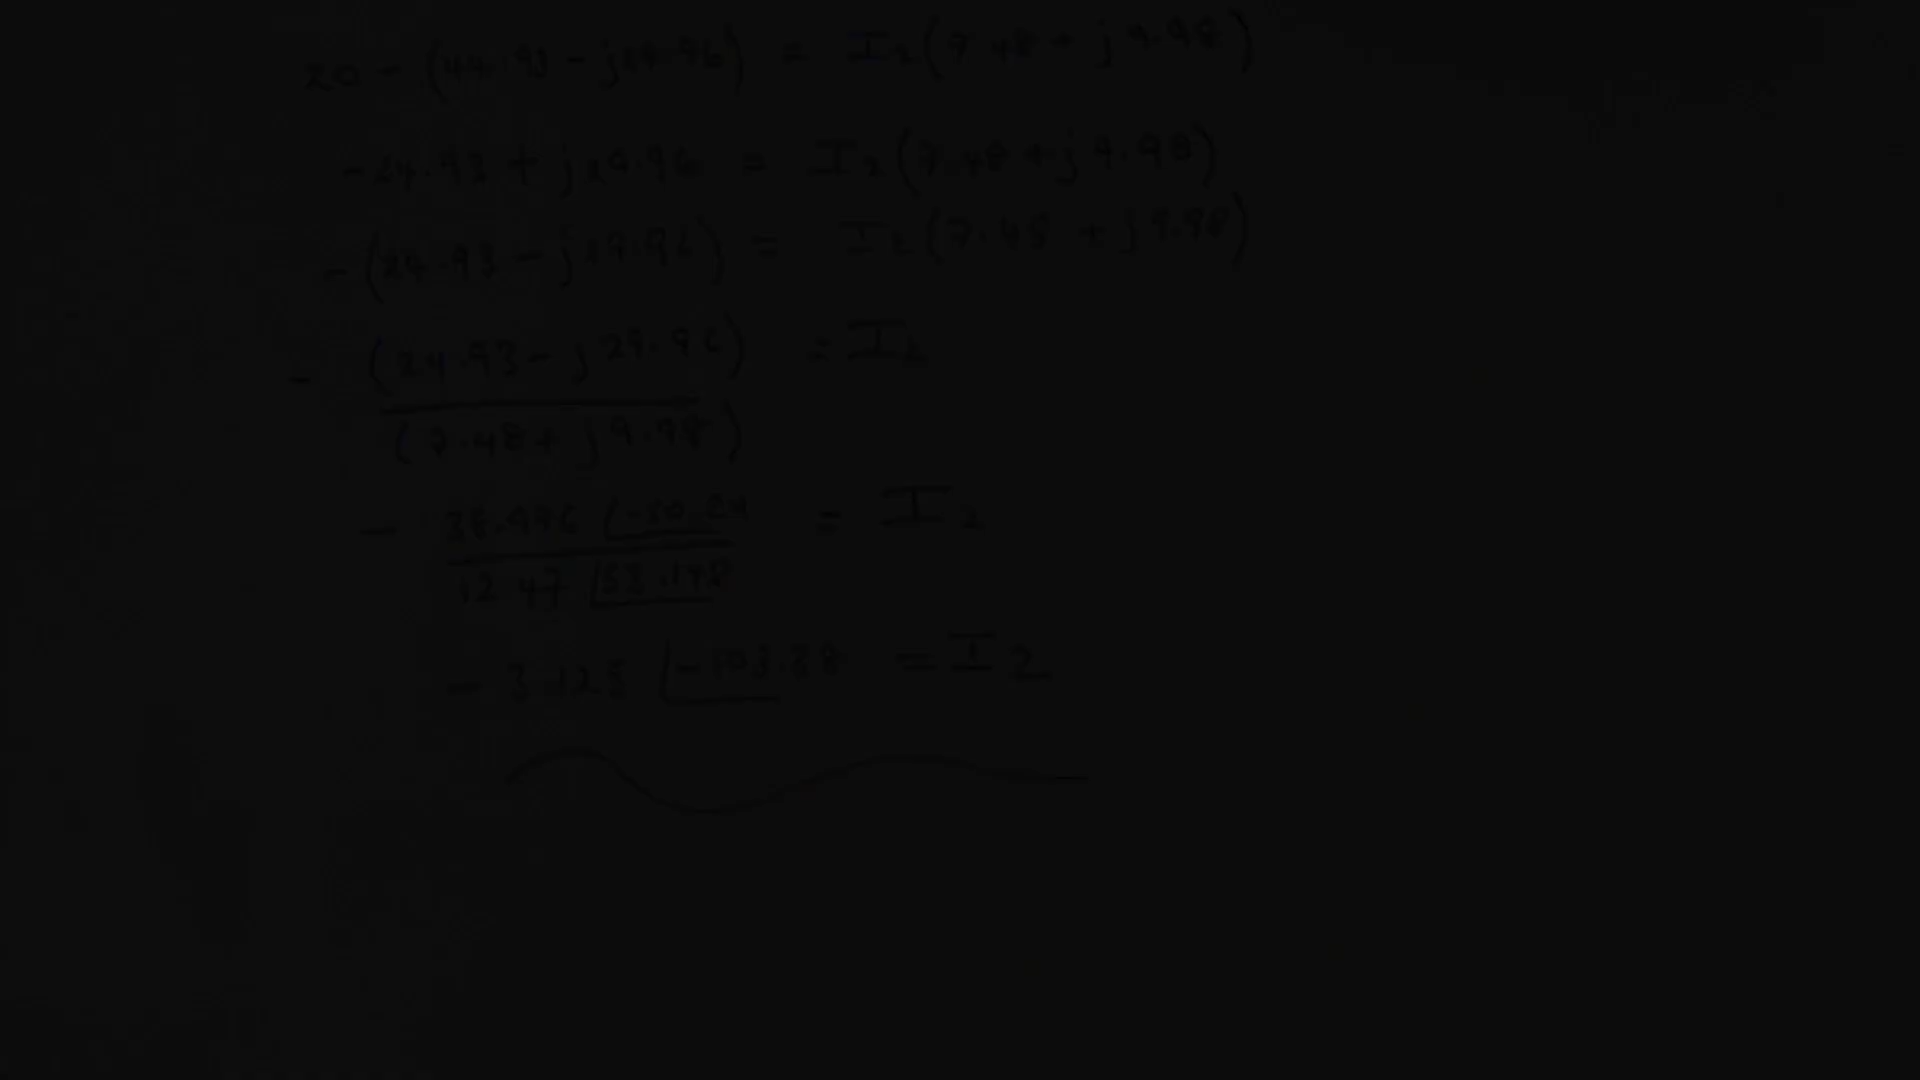 20 - (44.93 - j29.96) = I2(7.48 + j9.98)
-24.93 + j29.96 = I2(7.48 + j9.98)
-(24.93 - j29.96) = I2(7.48 + j9.98)
- (24.93 - j29.96) = I2
(7.48 + j9.98)
- 38.976 ∠-50.24 = I2
12.47 ∠53.145
- 3.125 ∠-103.38 = I2